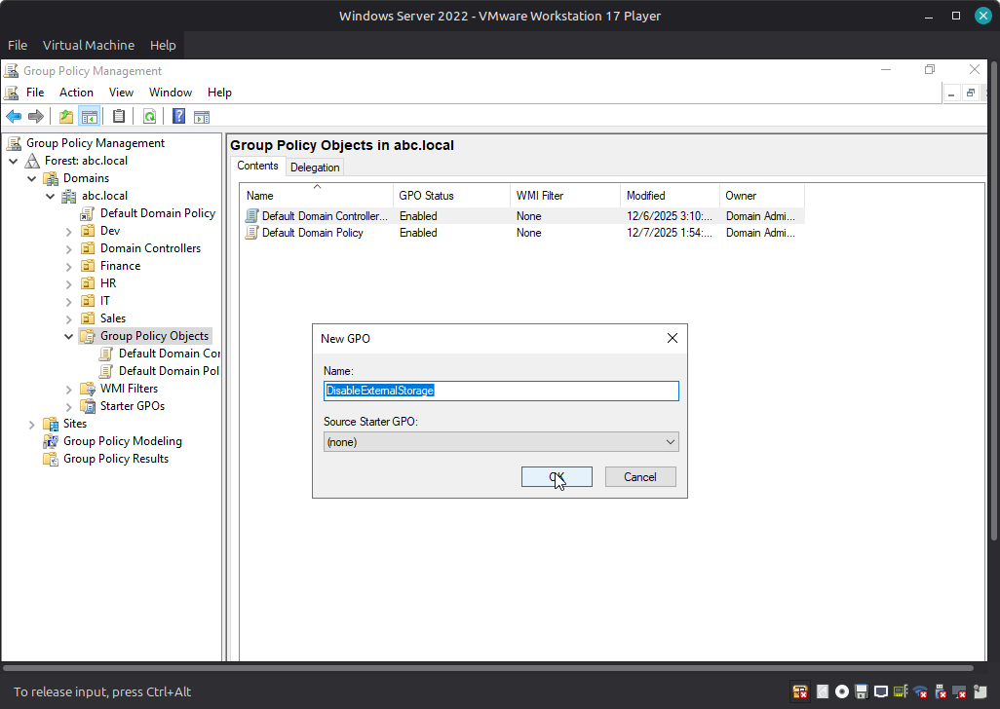 Windows Server 2022 - VMware Workstation 17 Player
File Virtual Machine Help
Group Policy Management
File Action View Window Help
Group Policy Management
Forest: abc.local
Domains
abc.local
Default Domain Policy
Dev
Domain Controllers
Finance
HR
IT
Sales
Group Policy Objects
Default Domain Cor
Default Domain Pol
WMI Filters
Starter GPOs
Sites
Group Policy Modeling
Group Policy Results
Group Policy Objects in abc.local
Contents Delegation
Name GPO Status WMI Filter Modified Owner
Default Domain Controller... Enabled None 12/6/2025 3:10:... Domain Admi...
Default Domain Policy Enabled None 12/7/2025 1:54:... Domain Admi...
New GPO
Name:
DisableExternalStorage
Source Starter GPO:
(none)
OK Cancel
To release input, press Ctrl+Alt